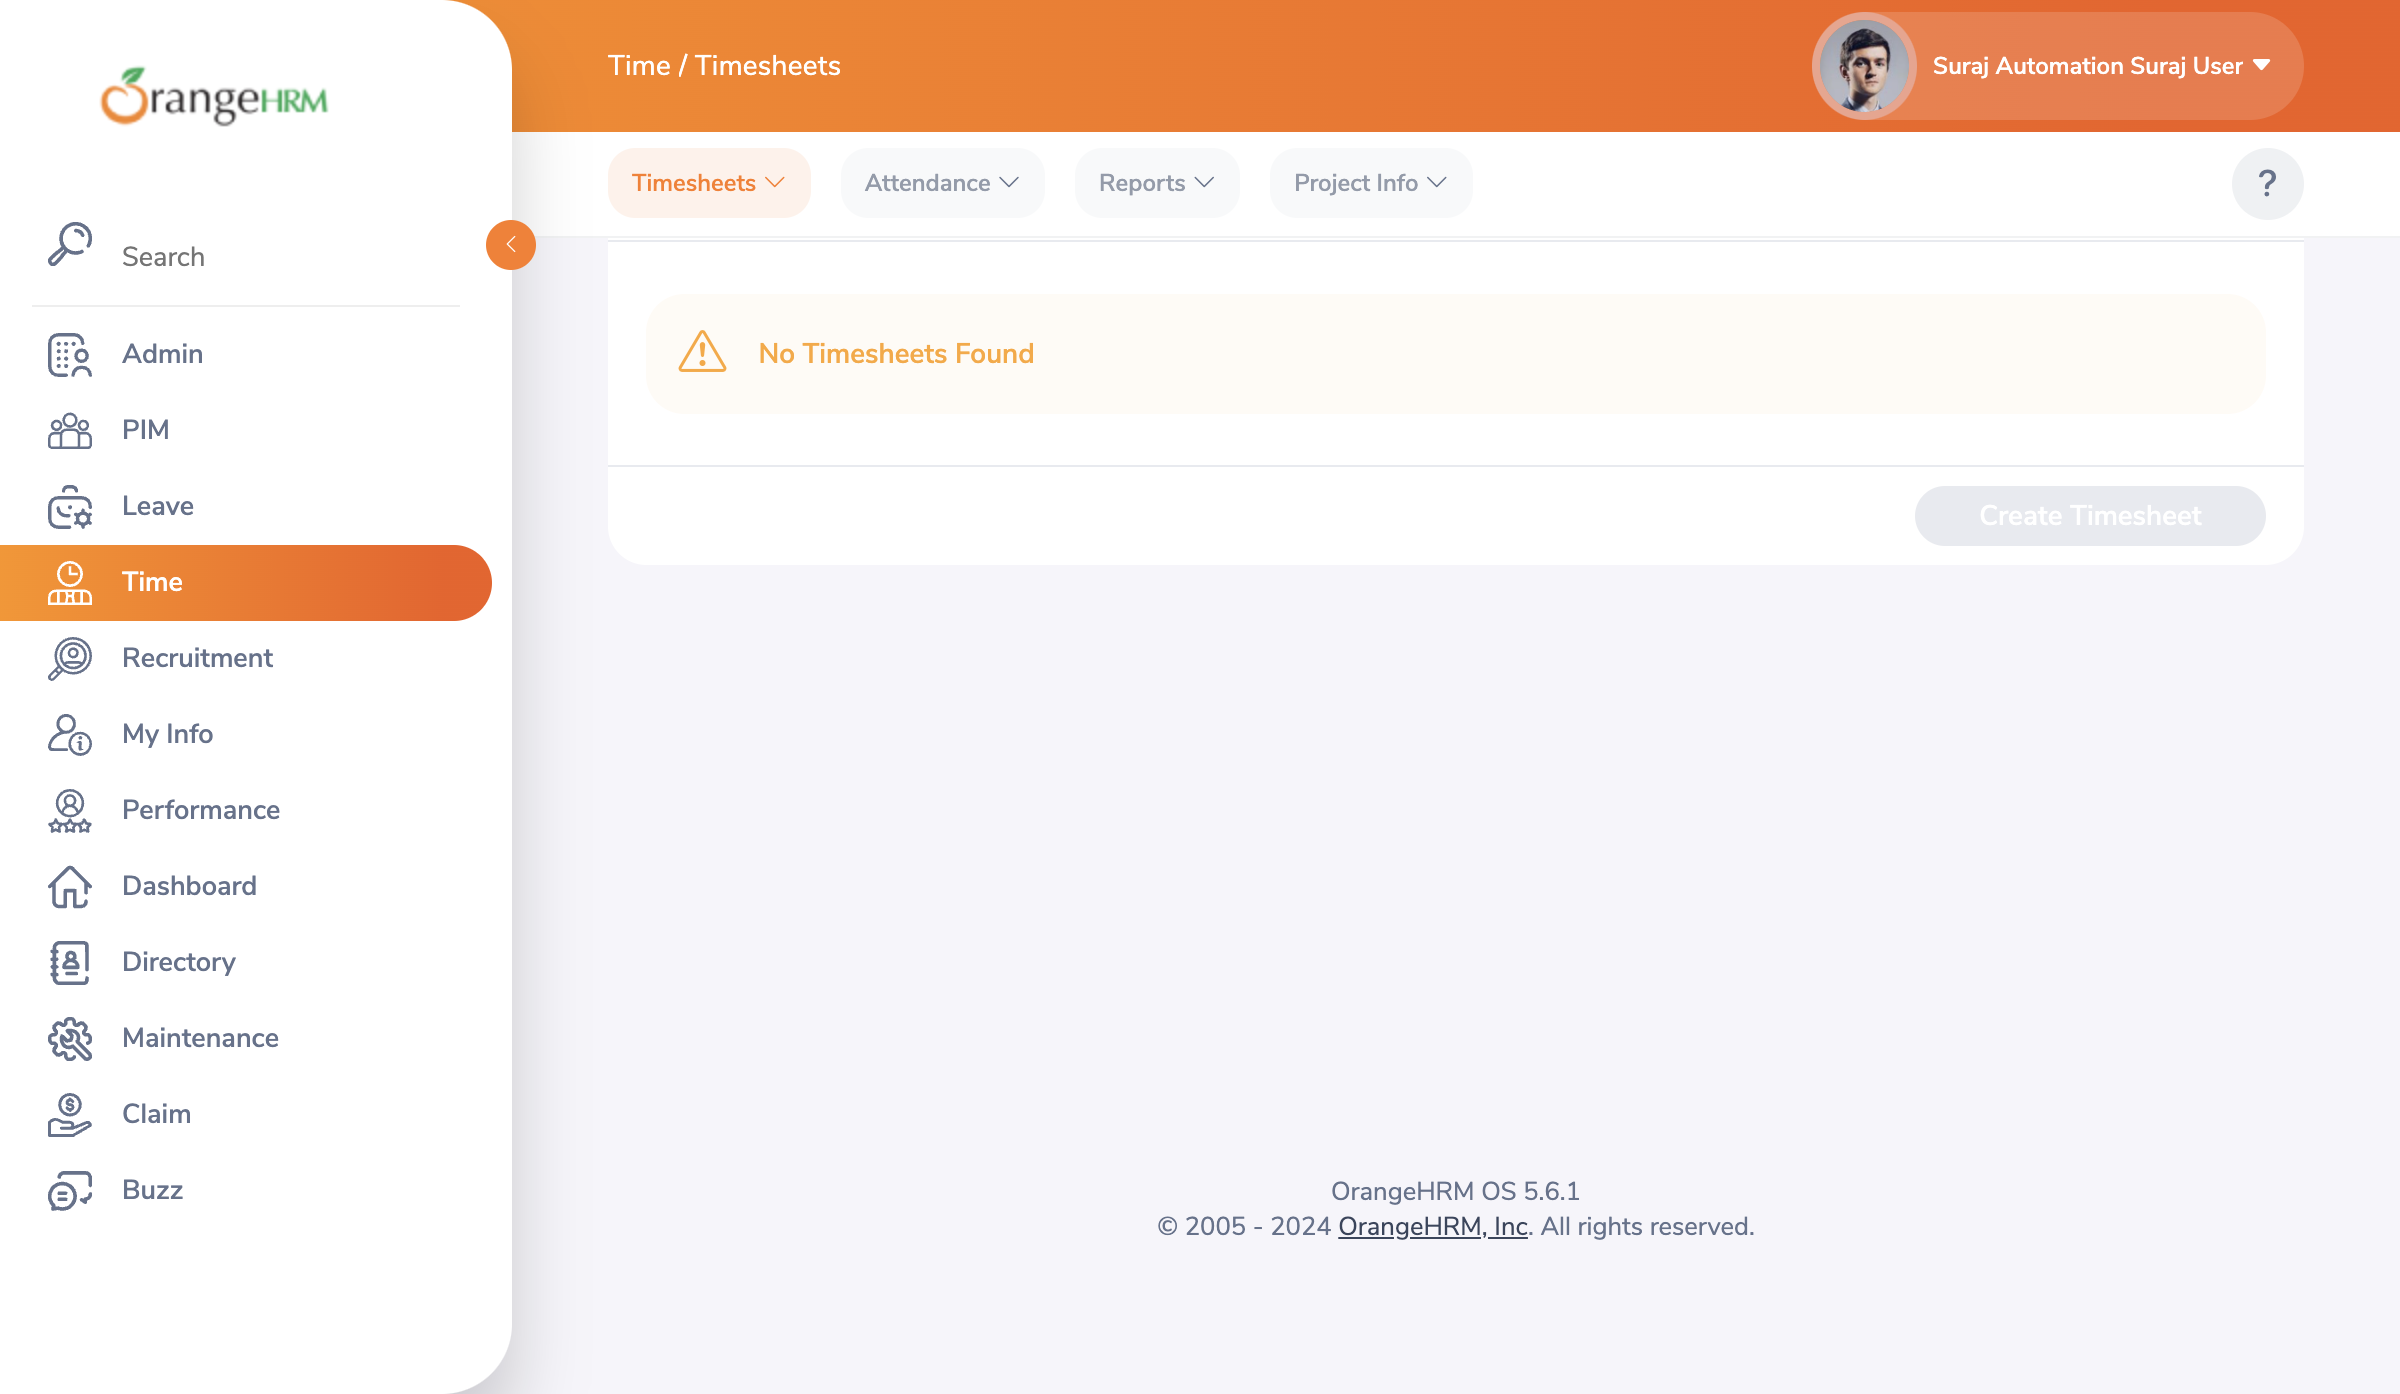 OrangeHRM
Search
Admin
PIM
Leave
Time
Recruitment
My Info
Performance
Dashboard
Directory
Maintenance
Claim
Buzz
Time / Timesheets
Suraj Automation Suraj User
Timesheets
Attendance
Reports
Project Info
?
No Timesheets Found
Create Timesheet
OrangeHRM OS 5.6.1
© 2005 - 2024 OrangeHRM, Inc. All rights reserved.